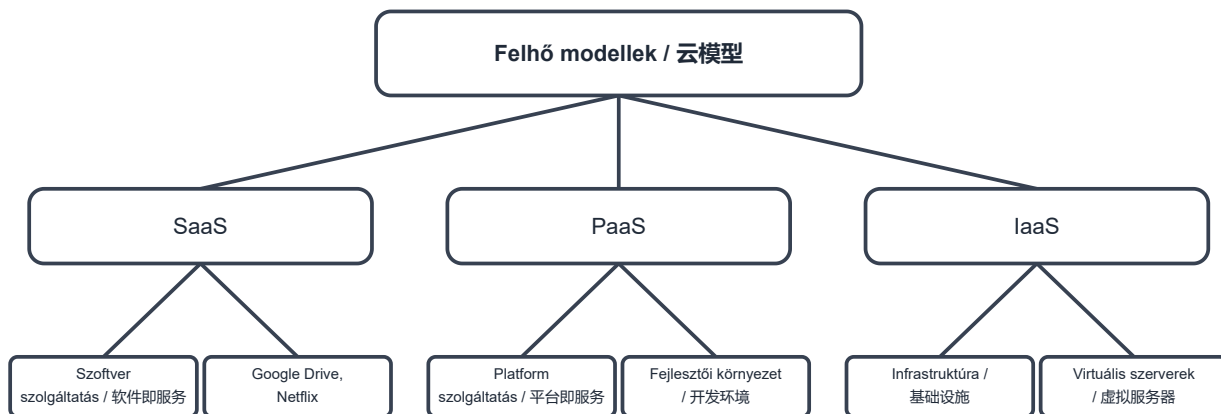 Felhő modellek / 云模型
SaaS
PaaS
IaaS
Szoftver
szolgáltatás / 软件即服务
Google Drive,
Netflix
Platform
szolgáltatás / 平台即服务
Fejlesztői környezet
/ 开发环境
Infrastruktúra /
基础设施
Virtuális szerverek
/ 虚拟服务器